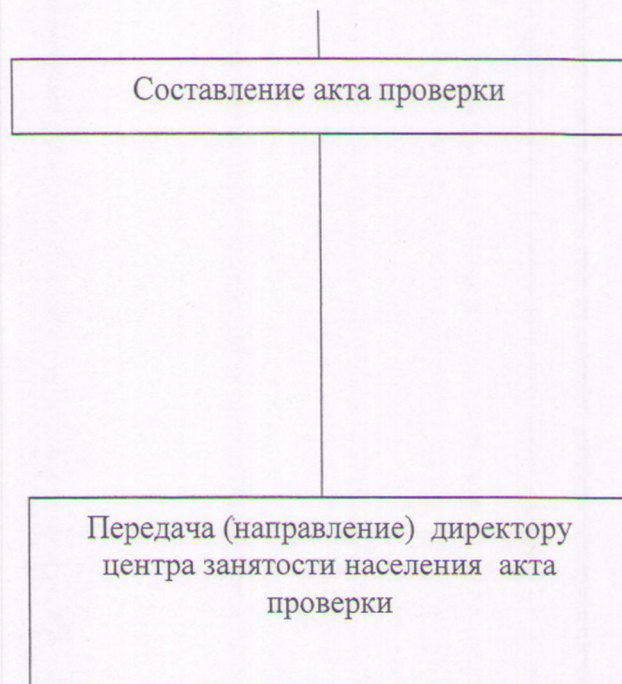 Составление акта проверки
Передача (направление) директору
центра занятости населения акта
проверки